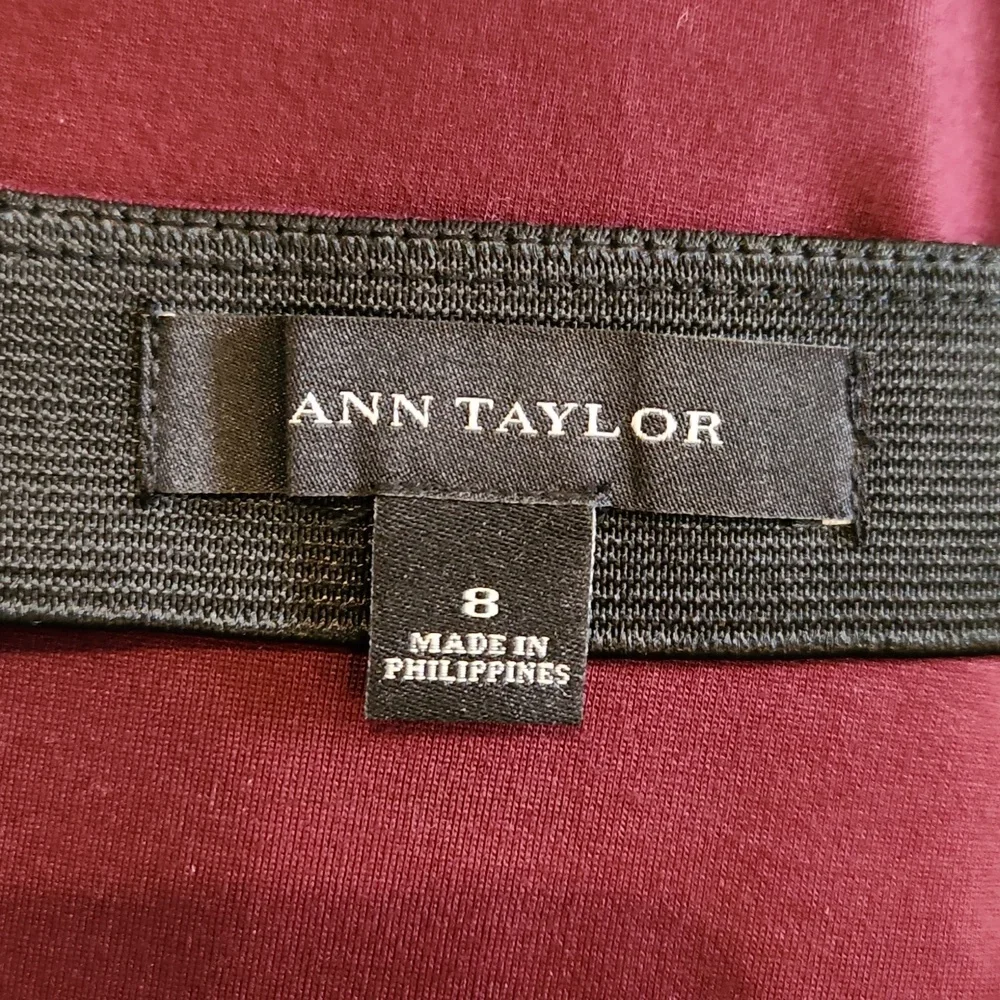 ANN TAYLOR
8
MADE IN
PHILIPPINES